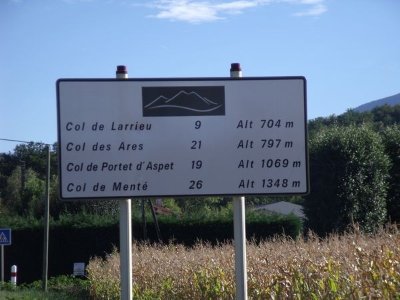 Col de Larrieu 9 Alt 704 m
Col des Ares 21 Alt 797 m
Col de Portet d'Aspet 19 Alt 1069 m
Col de Menté 26 Alt 1348 m